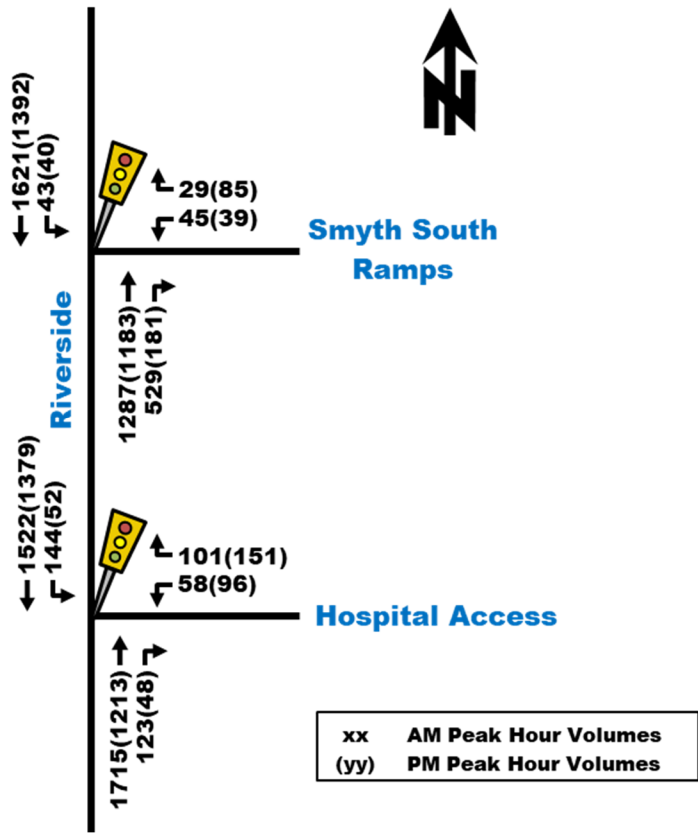 1621(1392)
43(40)
29(85)
45(39)
Smyth South
Ramps
1287(1183)
529(181)
Riverside
1522(1379)
144(52)
101(151)
58(96)
Hospital Access
1715(1213)
123(48)
xx AM Peak Hour Volumes
(yy) PM Peak Hour Volumes
N